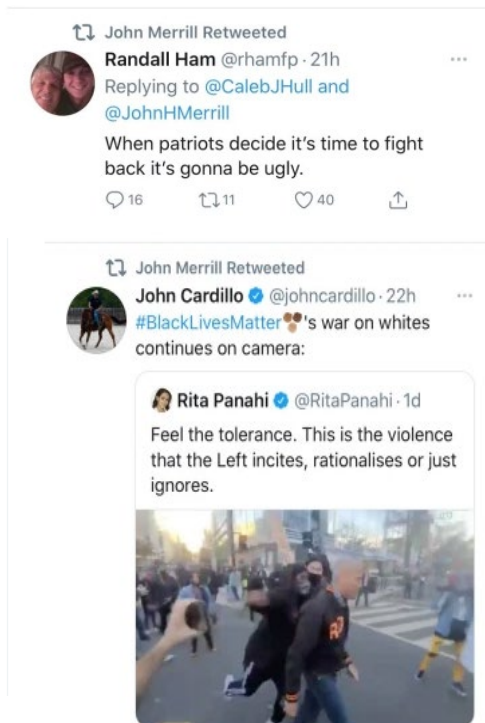 John Merrill Retweeted
Randall Ham @rhamfp · 21h
Replying to @CalebJHull and
@JohnHMerrill
When patriots decide it's time to fight
back it's gonna be ugly.
16 11 40
John Merrill Retweeted
John Cardillo @johncardillo · 22h
#BlackLivesMatter's war on whites
continues on camera:
Rita Panahi @RitaPanahi · 1d
Feel the tolerance. This is the violence
that the Left incites, rationalises or just
ignores.